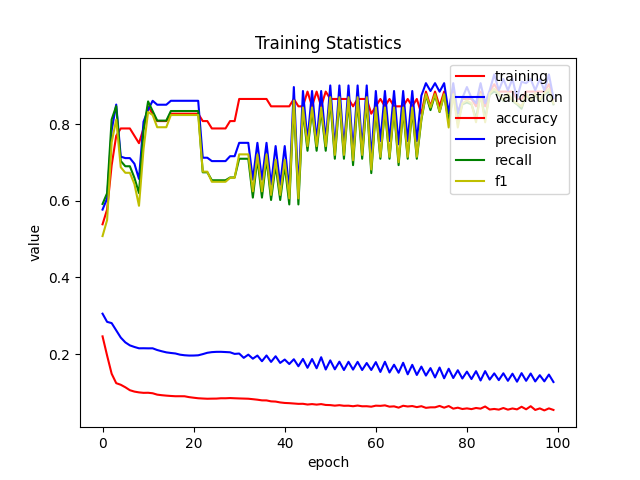 Training Statistics
training
validation
accuracy
precision
recall
f1
value
0.8
0.6
0.4
0.2
0
20
40
60
80
100
epoch